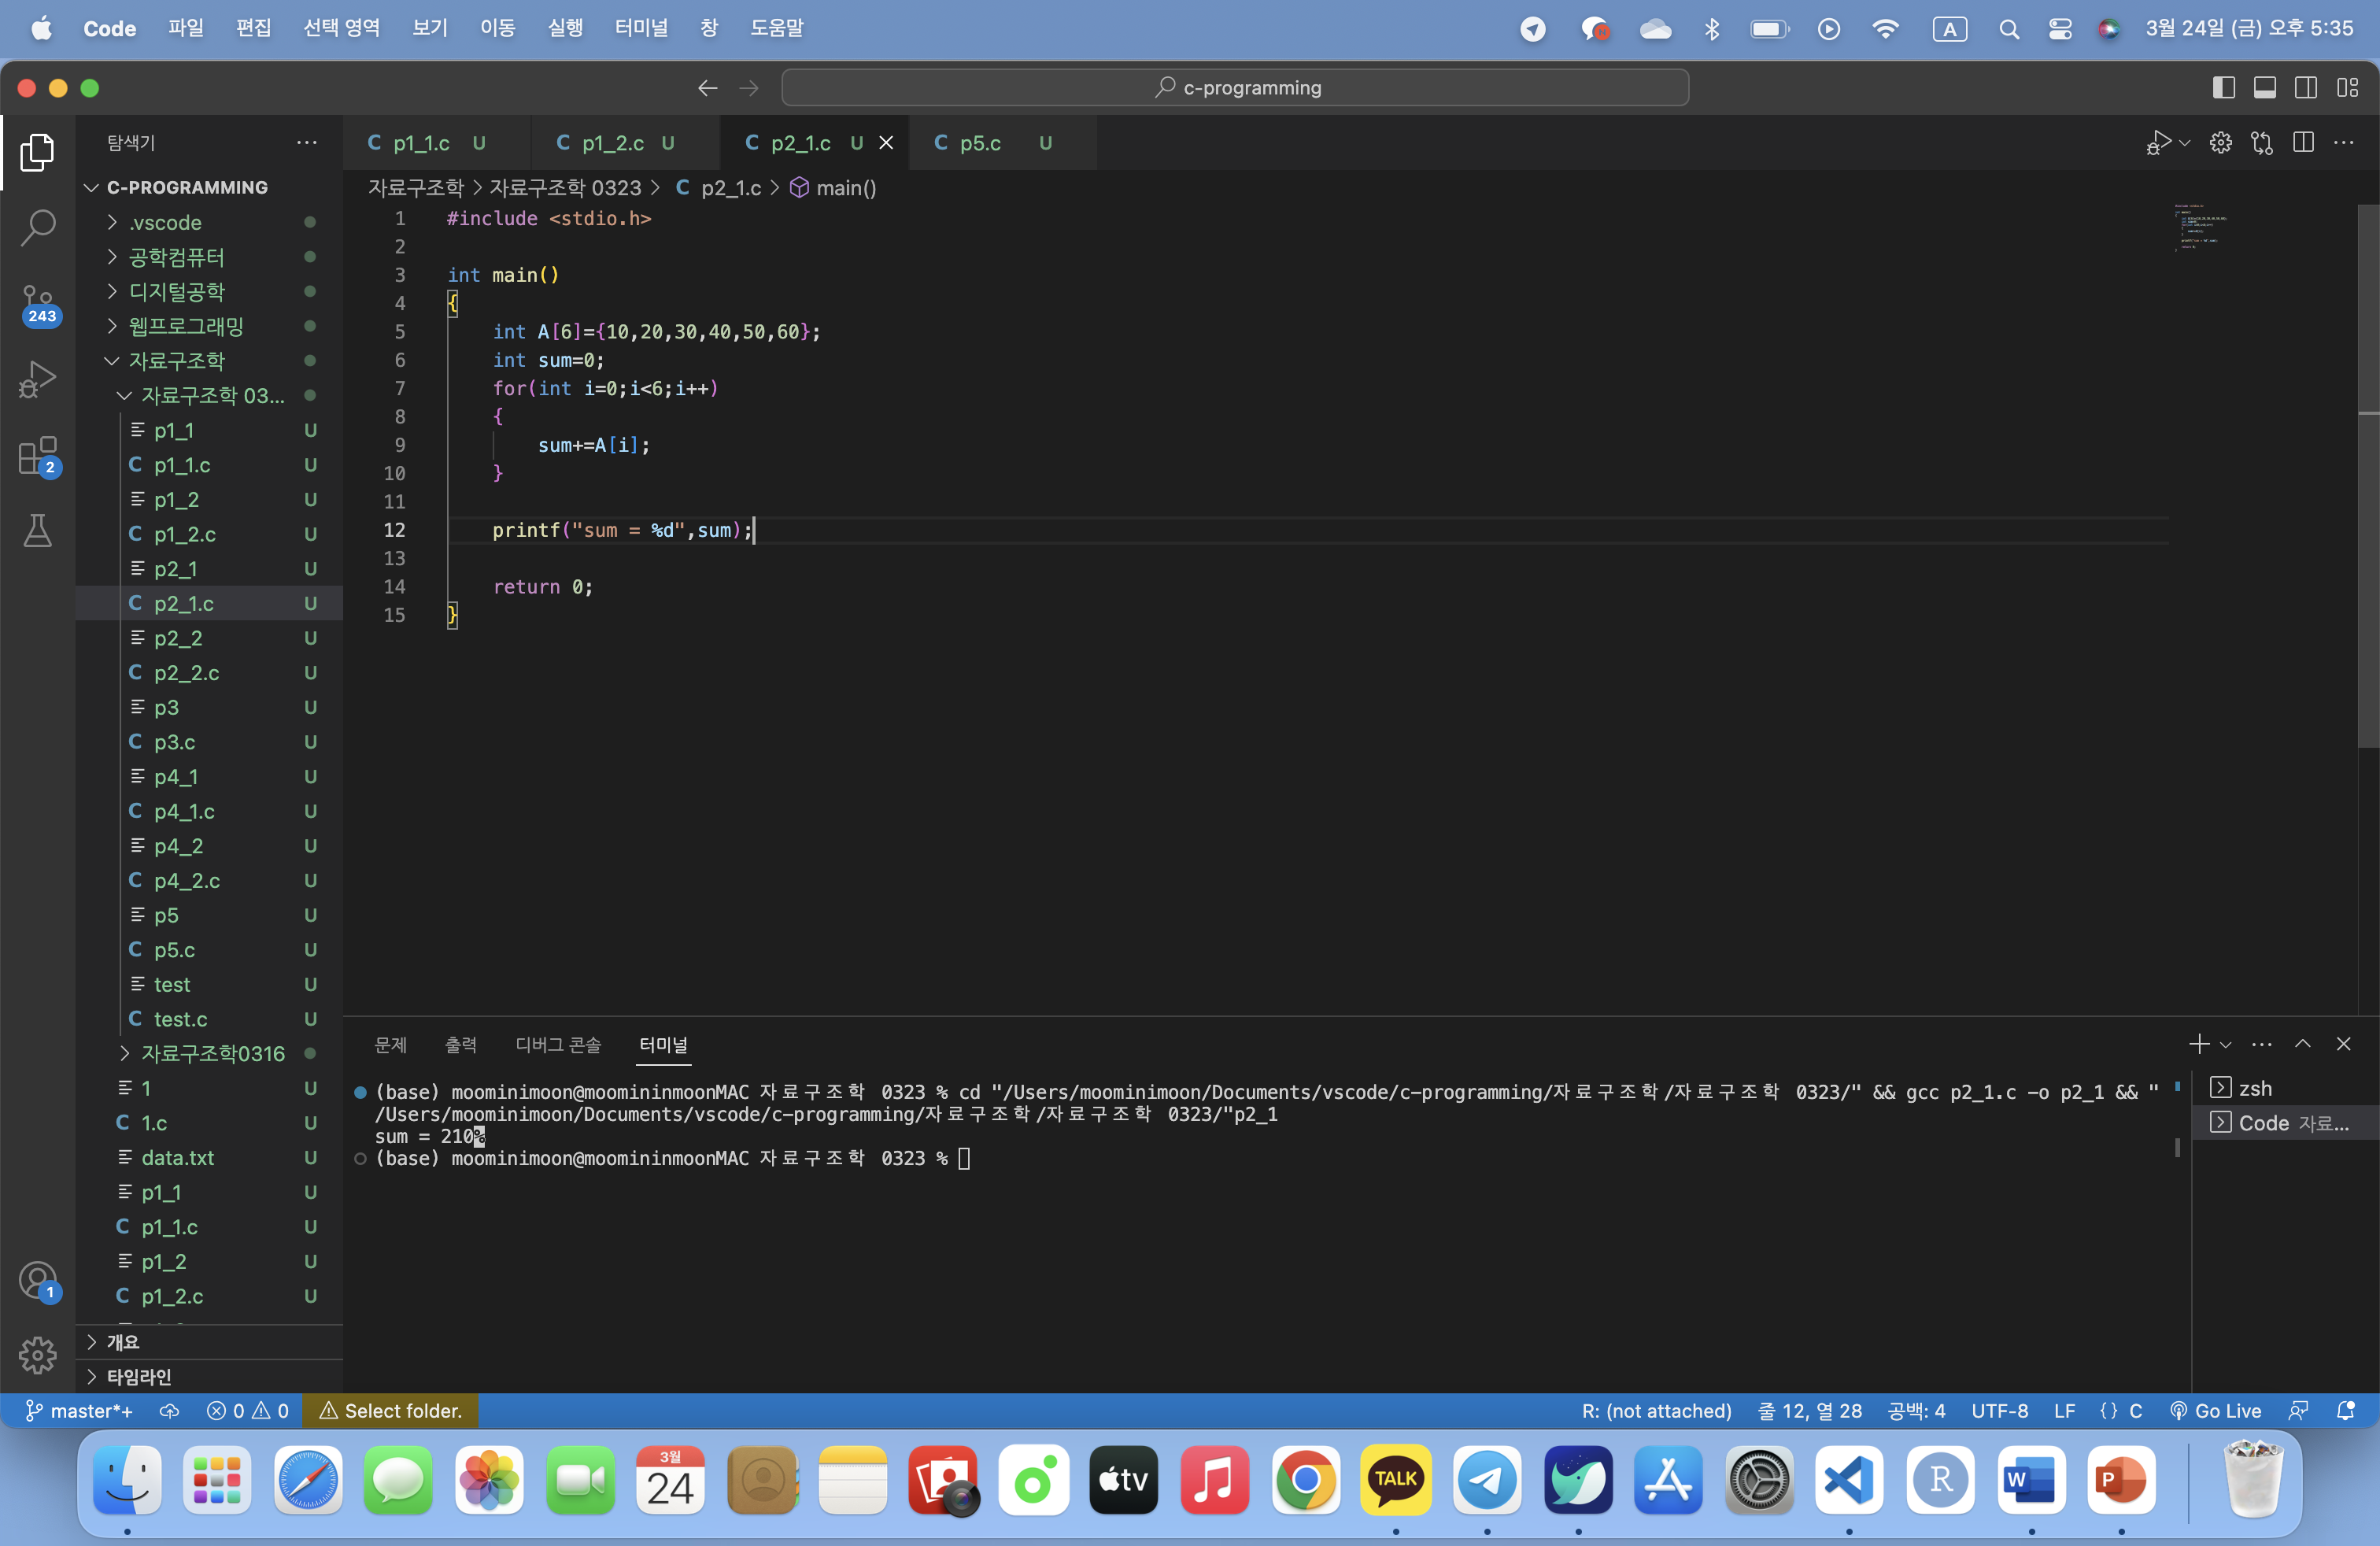 Code 파일 편집 선택 영역 보기 이동 실행 터미널 창 도움말 A 3월 24일 (금) 오후 5:35
c-programming
탐색기
C-PROGRAMMING
.vscode
공학컴퓨터
디지털공학
웹프로그래밍
자료구조학
자료구조학 03...
p1_1 U
C p1_1.c U
p1_2 U
C p1_2.c U
p2_1 U
C p2_1.c U
p2_2 U
C p2_2.c U
p3 U
C p3.c U
p4_1 U
C p4_1.c U
p4_2 U
C p4_2.c U
p5 U
C p5.c U
test U
C test.c U
자료구조학0316
1 U
C 1.c U
data.txt U
p1_1 U
C p1_1.c U
p1_2 U
C p1_2.c U
개요
타임라인
243
2
1
C p1_1.c U C p1_2.c U C p2_1.c U C p5.c U
자료구조학 > 자료구조학 0323 > C p2_1.c > main()
1 #include <stdio.h>
2
3 int main()
4 {
5 int A[6]={10,20,30,40,50,60};
6 int sum=0;
7 for(int i=0;i<6;i++)
8 {
9 sum+=A[i];
10 }
11
12 printf("sum = %d",sum);
13
14 return 0;
15 }
문제 출력 디버그 콘솔 터미널
(base) moominimoon@moomininmoonMAC 자료구조학 0323 % cd "/Users/moominimoon/Documents/vscode/c-programming/자료구조학/자료구조학 0323/" && gcc p2_1.c -o p2_1 && "
/Users/moominimoon/Documents/vscode/c-programming/자료구조학/자료구조학 0323/"p2_1
sum = 210%
(base) moominimoon@moomininmoonMAC 자료구조학 0323 %
zsh
Code 자료...
master*+ 0 0 Select folder. R: (not attached) 줄 12, 열 28 공백: 4 UTF-8 LF {} C Go Live
3월
24
tv
TALK
R
W
P